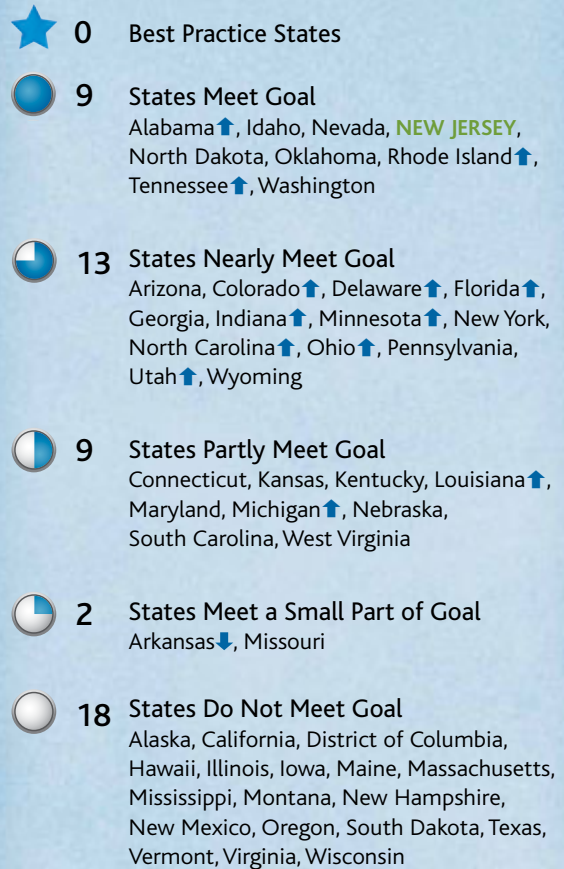 0 Best Practice States
9 States Meet Goal
Alabama⬆, Idaho, Nevada, NEW JERSEY,
North Dakota, Oklahoma, Rhode Island⬆,
Tennessee⬆, Washington
13 States Nearly Meet Goal
Arizona, Colorado⬆, Delaware⬆, Florida⬆,
Georgia, Indiana⬆, Minnesota⬆, New York,
North Carolina⬆, Ohio⬆, Pennsylvania,
Utah⬆, Wyoming
9 States Partly Meet Goal
Connecticut, Kansas, Kentucky, Louisiana⬆,
Maryland, Michigan⬆, Nebraska,
South Carolina, West Virginia
2 States Meet a Small Part of Goal
Arkansas⬇, Missouri
18 States Do Not Meet Goal
Alaska, California, District of Columbia,
Hawaii, Illinois, Iowa, Maine, Massachusetts,
Mississippi, Montana, New Hampshire,
New Mexico, Oregon, South Dakota, Texas,
Vermont, Virginia, Wisconsin